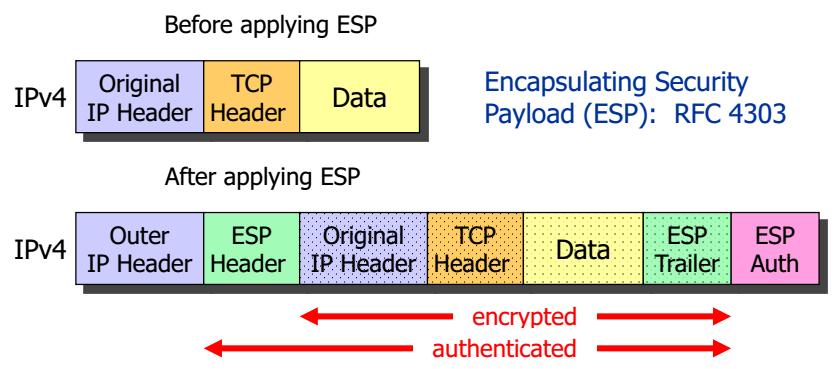 Before applying ESP
IPv4
Original
IP Header
TCP
Header
Data
Encapsulating Security
Payload (ESP): RFC 4303
After applying ESP
IPv4
Outer
IP Header
ESP
Header
Original
IP Header
TCP
Header
Data
ESP
Trailer
ESP
Auth
encrypted
authenticated